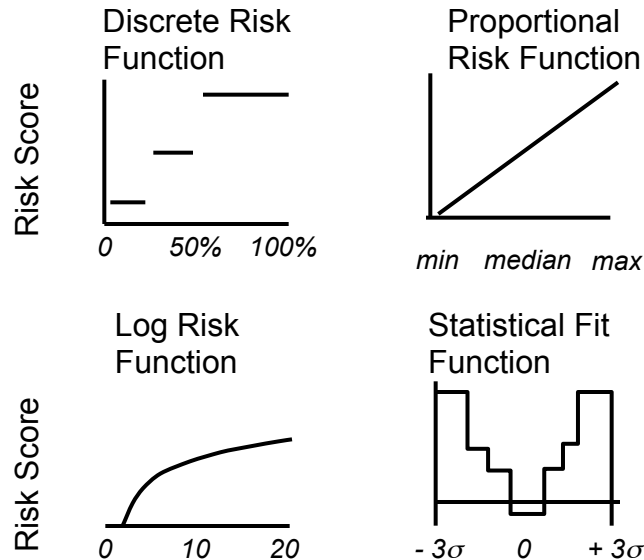 Discrete Risk
Function
Risk Score
0 50% 100%
Proportional
Risk Function
min median max
Log Risk
Function
Risk Score
0 10 20
Statistical Fit
Function
- 3σ 0 + 3σ